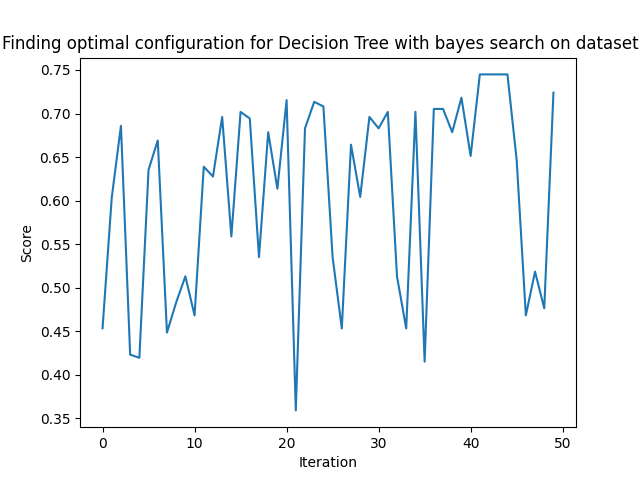 Finding optimal configuration for Decision Tree with bayes search on dataset
0.75
0.70
0.65
0.60
0.55
0.50
0.45
0.40
0.35
Score
0 10 20 30 40 50
Iteration